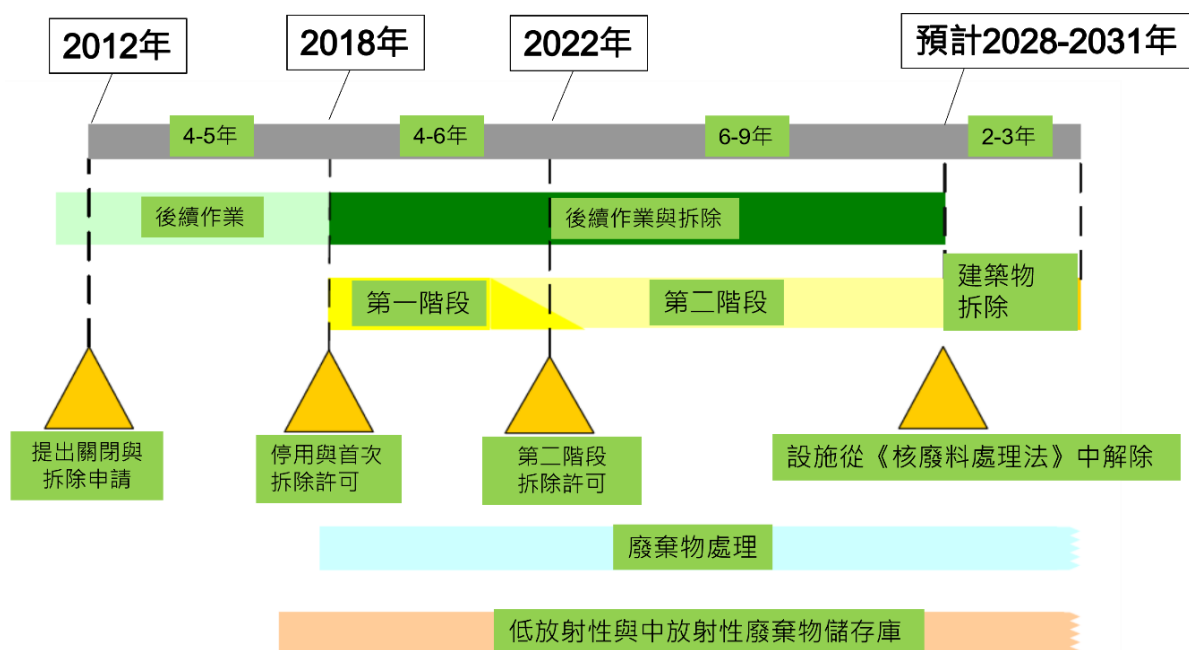 2012年
2018年
2022年
預計2028-2031年
4-5年
4-6年
6-9年
2-3年
後續作業
後續作業與拆除
第一階段
第二階段
建築物
拆除
提出關閉與
拆除申請
停用與首次
拆除許可
第二階段
拆除許可
設施從《核廢料處理法》中解除
廢棄物處理
低放射性與中放射性廢棄物儲存庫